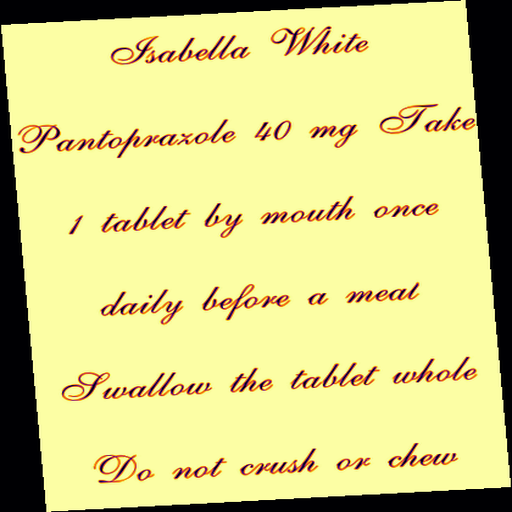 Isabella White
Pantoprazole 40 mg Take
1 tablet by mouth once
daily before a meal
Swallow the tablet whole
Do not crush or chew